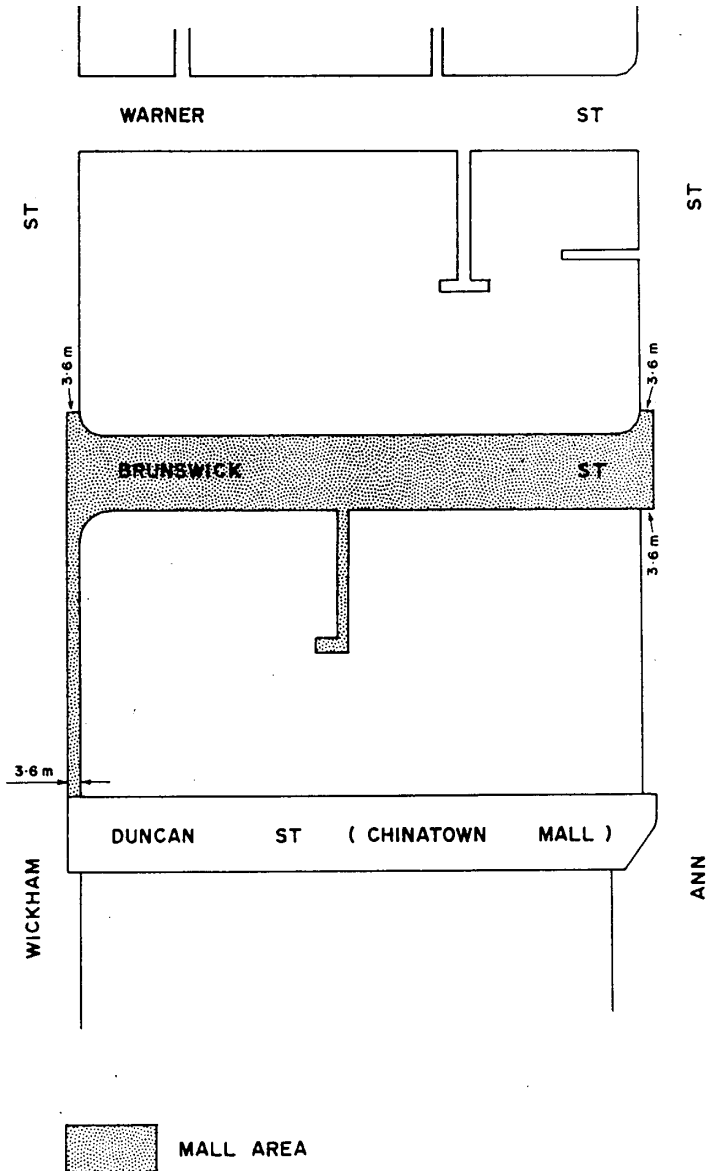 WARNER ST
ST
ST
3·6 m
3·6 m
BRUNSWICK ST
3·6 m
3·6 m
DUNCAN ST ( CHINATOWN MALL )
WICKHAM
ANN
MALL AREA